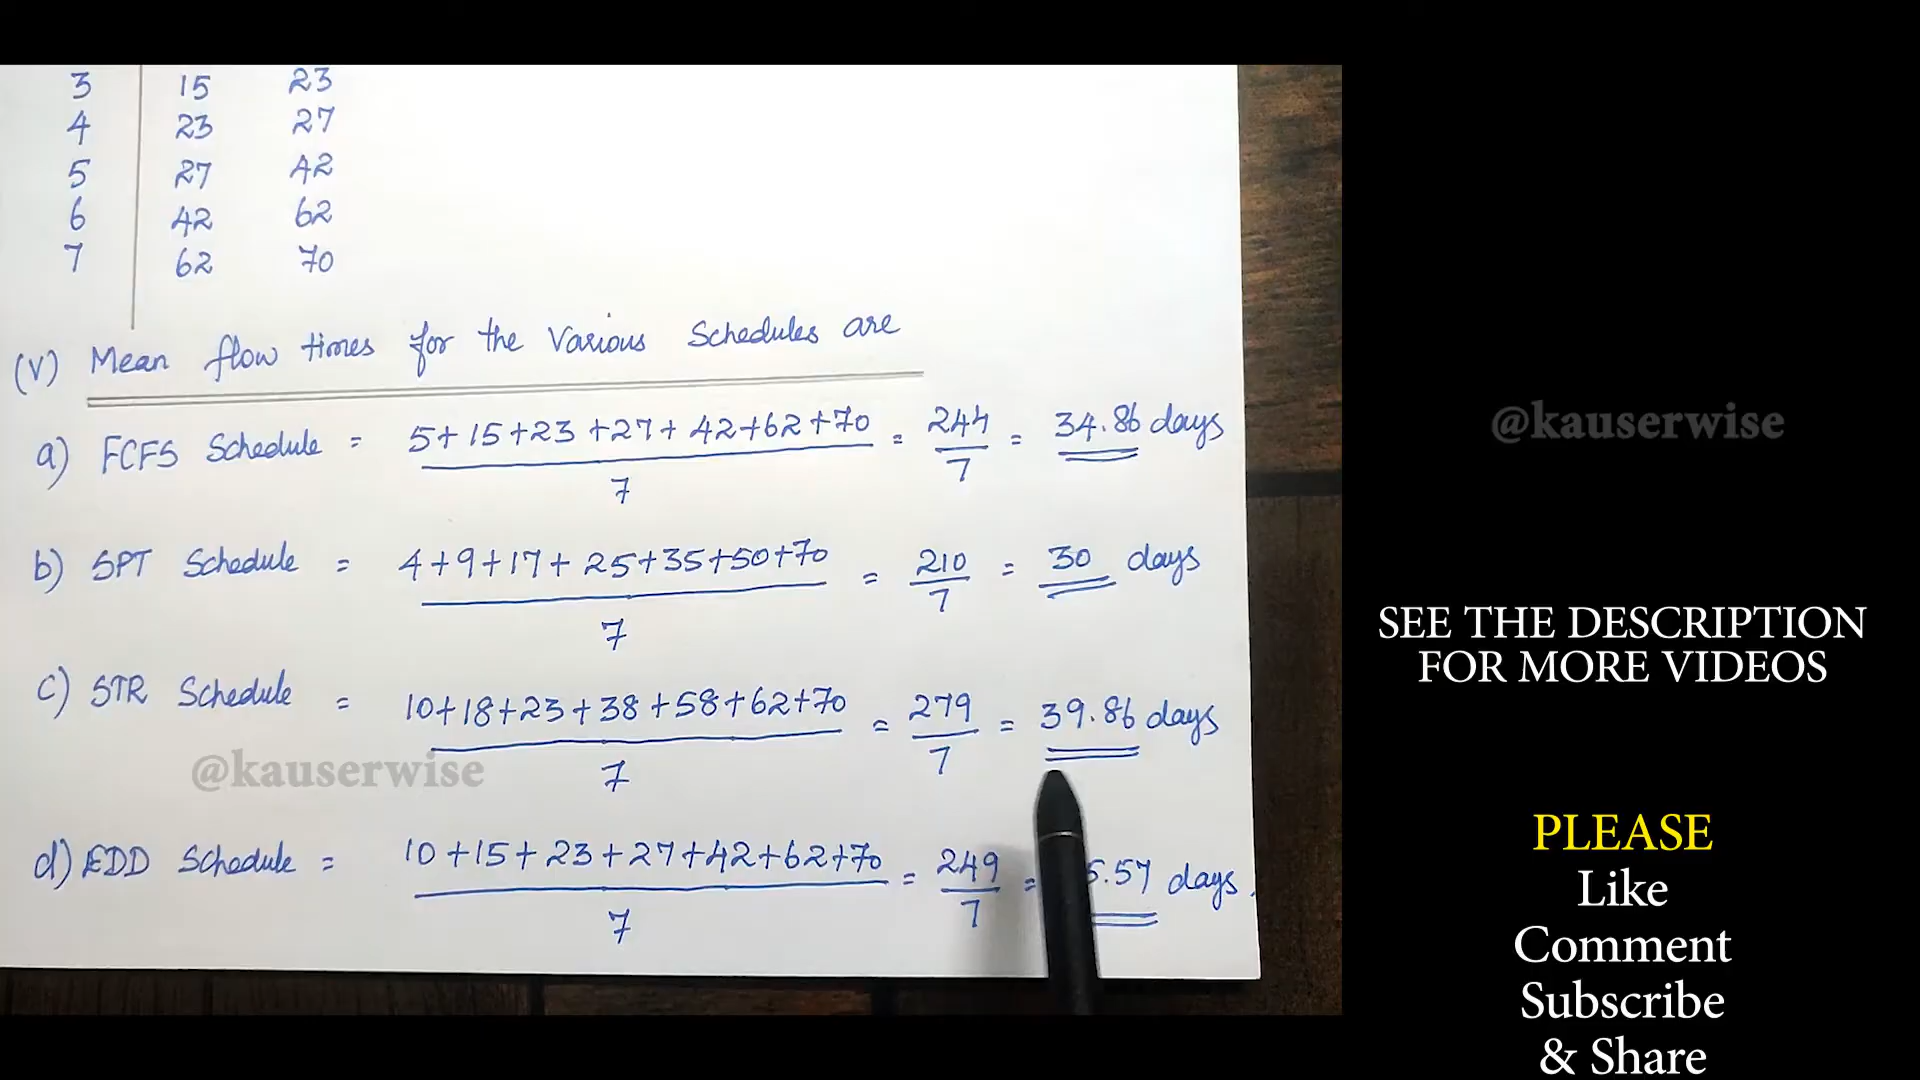 3 15 23
4 23 27
5 27 42
6 42 62
7 62 70
(V) Mean flow times for the Various Schedules are
a) FCFS Schedule = 5+15+23+27+42+62+70 / 7 = 244 / 7 = 34.86 days
b) SPT Schedule = 4+9+17+25+35+50+70 / 7 = 210 / 7 = 30 days
c) STR Schedule = 10+18+23+38+58+62+70 / 7 = 279 / 7 = 39.86 days
@kauserwise
d) EDD Schedule = 10+15+23+27+42+62+70 / 7 = 249 / 7 = 5.57 days.
@kauserwise
SEE THE DESCRIPTION
FOR MORE VIDEOS
PLEASE
Like
Comment
Subscribe
& Share